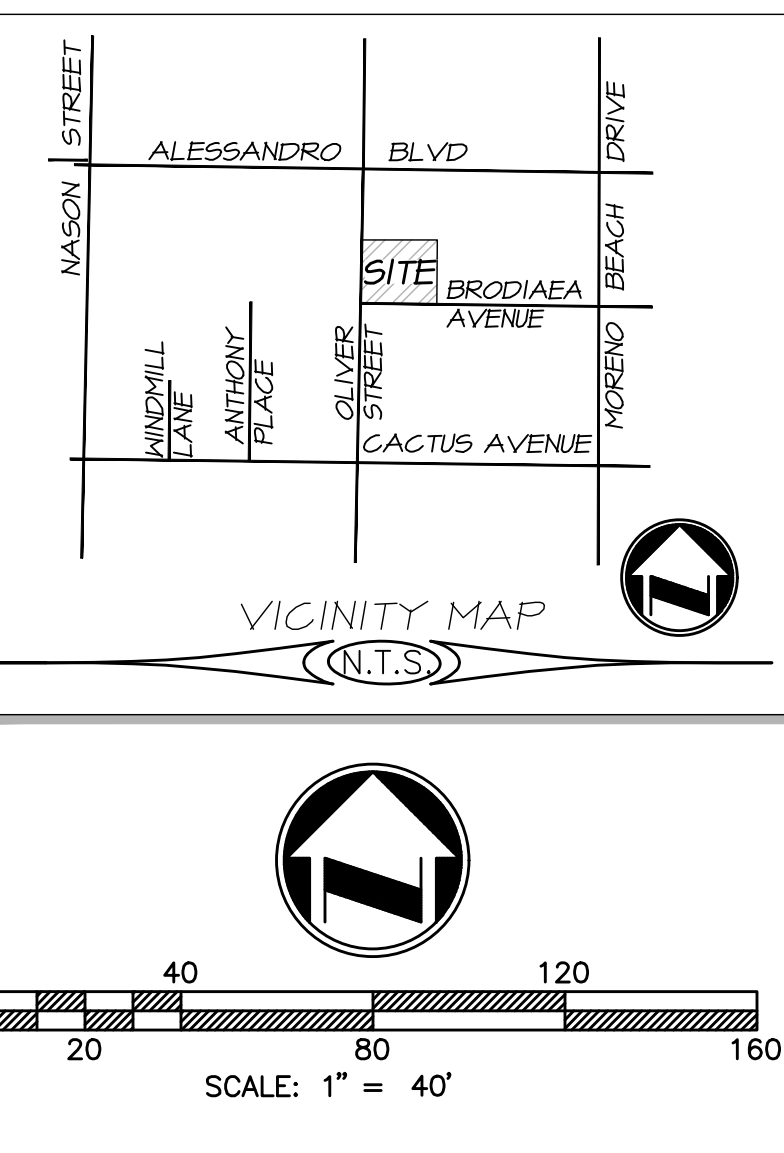 NASON STREET
ALESSANDRO BLVD
MORENO BEACH DRIVE
SITE
BRODIAEA
AVENUE
WINDMILL
LANE
ANTHONY
PLACE
OLIVER
STREET
CACTUS AVENUE
N
VICINITY MAP
N.T.S.
N
40 120
20 80 160
SCALE: 1" = 40'